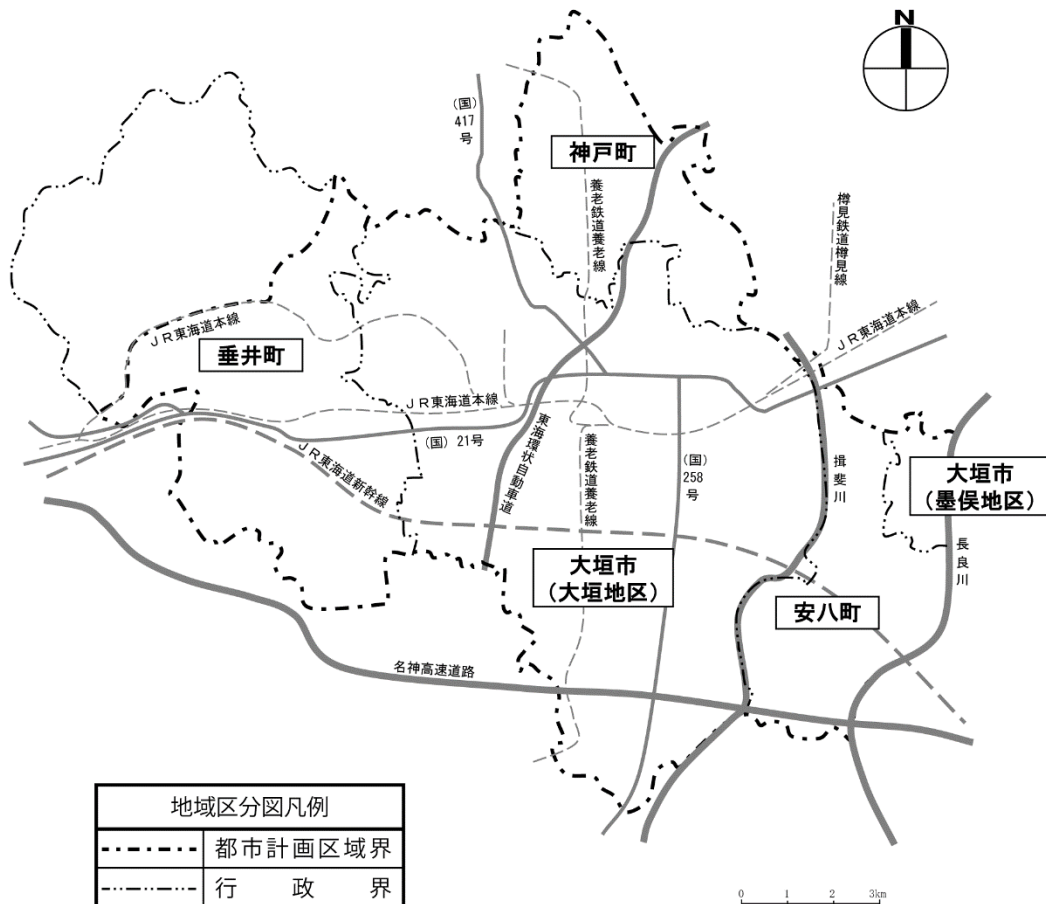 N
(国)
417
号
神戸町
養老鉄道養老線
樽見鉄道樽見線
JR東海道本線
JR東海道本線
垂井町
JR東海道本線
(国) 21号
JR東海道新幹線
東海環状自動車道
養老鉄道養老線
(国)
258
号
揖斐川
大垣市
(墨俣地区)
長良川
大垣市
(大垣地区)
安八町
名神高速道路
地域区分図凡例
都市計画区域界
行政界
0 1 2 3km